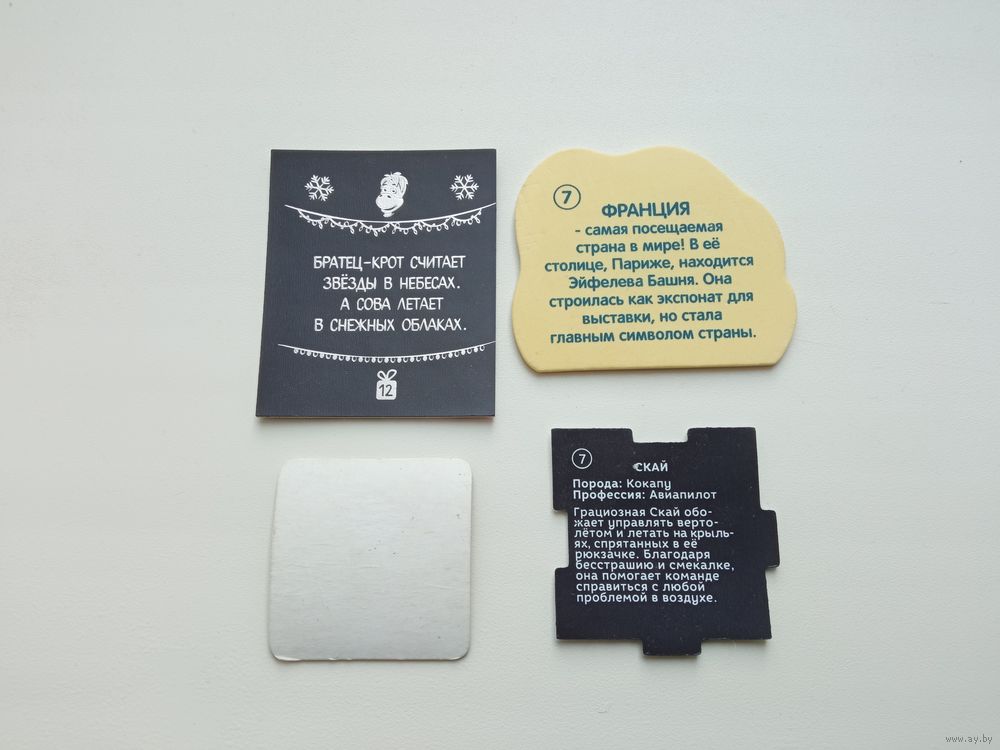 БРАТЕЦ-КРОТ СЧИТАЕТ
ЗВЁЗДЫ В НЕБЕСАХ.
А СОВА ЛЕТАЕТ
В СНЕЖНЫХ ОБЛАКАХ.
12
7
ФРАНЦИЯ
- самая посещаемая
страна в мире! В её
столице, Париже, находится
Эйфелева Башня. Она
строилась как экспонат для
выставки, но стала
главным символом страны.
7
СКАЙ
Порода: Кокапу
Профессия: Авиапилот
Грациозная Скай обо-
жает управлять верто-
лётом и летать на крыль-
ях, спрятанных в её
рюкзачке. Благодаря
бесстрашию и смекалке,
она помогает команде
справиться с любой
проблемой в воздухе.
www.ay.by